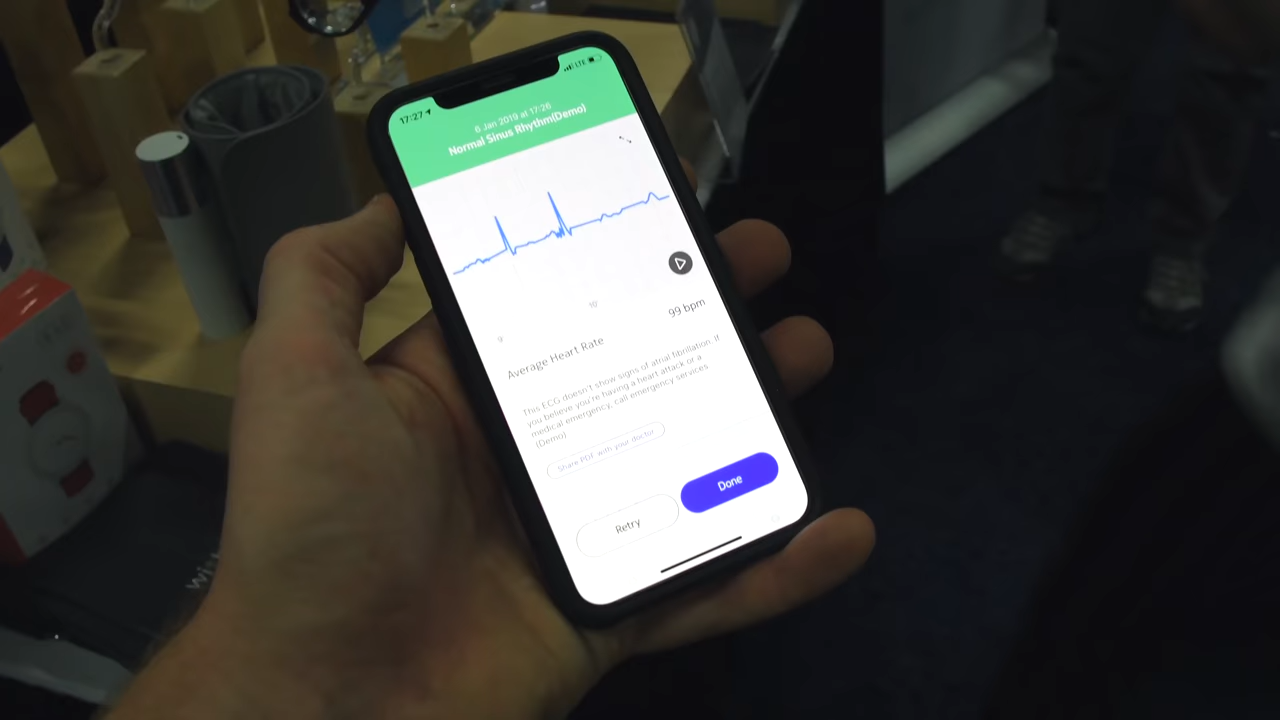 17:27
LTE
6 Jan 2019 at 17:26
Normal Sinus Rhythm(Demo)
9
10
99 bpm
Average Heart Rate
This ECG doesn't show signs of atrial fibrillation. If
you believe you're having a heart attack or a
medical emergency, call emergency services
(Demo)
Share PDF with your doctor
Done
Retry